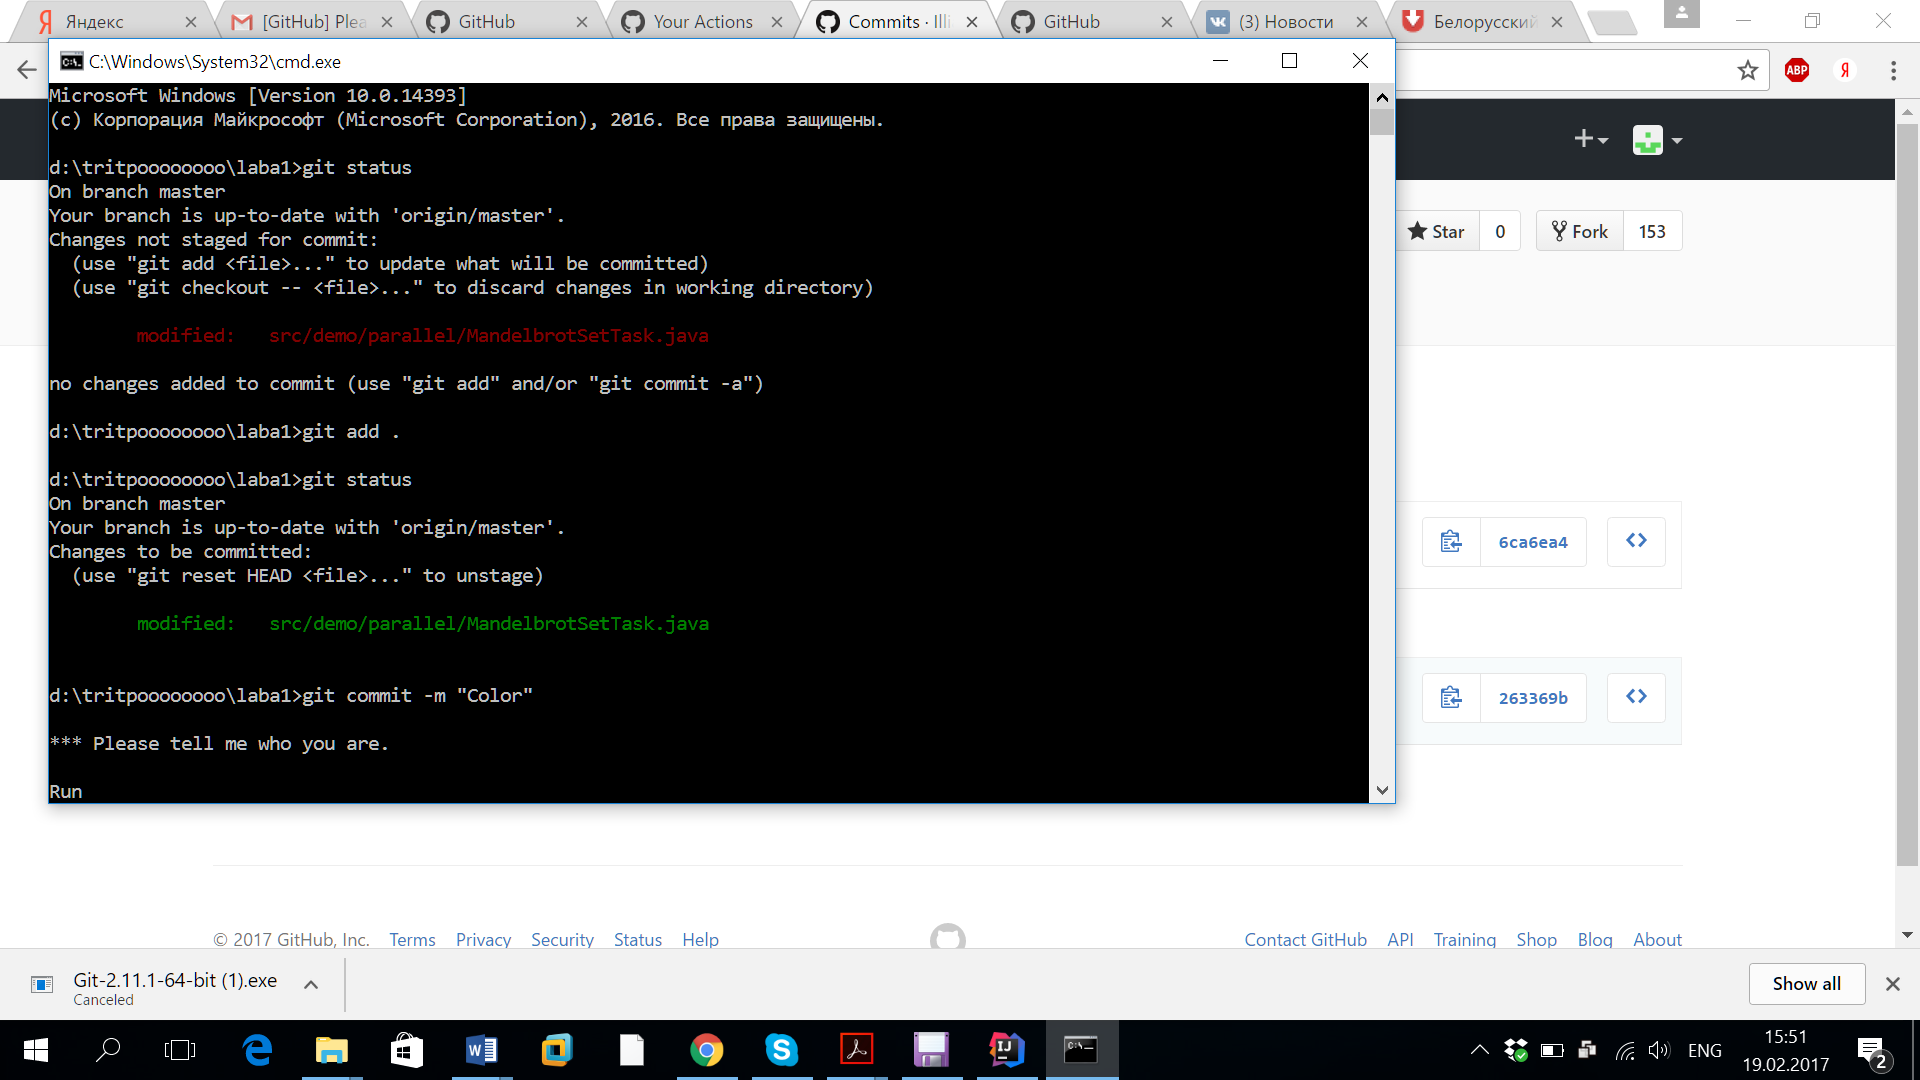 Яндекс
[GitHub] Plea
GitHub
Your Actions
Commits · Illi
GitHub
(3) Новости
Белорусский
C:\Windows\System32\cmd.exe
ABP
Microsoft Windows [Version 10.0.14393]
(c) Корпорация Майкрософт (Microsoft Corporation), 2016. Все права защищены.
d:\tritpoooooooo\laba1>git status
On branch master
Your branch is up-to-date with 'origin/master'.
Changes not staged for commit:
(use "git add <file>..." to update what will be committed)
(use "git checkout -- <file>..." to discard changes in working directory)
modified:   src/demo/parallel/MandelbrotSetTask.java
no changes added to commit (use "git add" and/or "git commit -a")
d:\tritpoooooooo\laba1>git add .
d:\tritpoooooooo\laba1>git status
On branch master
Your branch is up-to-date with 'origin/master'.
Changes to be committed:
(use "git reset HEAD <file>..." to unstage)
modified:   src/demo/parallel/MandelbrotSetTask.java
d:\tritpoooooooo\laba1>git commit -m "Color"
*** Please tell me who you are.
Run
Star 0 Fork 153
6ca6ea4
263369b
© 2017 GitHub, Inc. Terms Privacy Security Status Help
Contact GitHub API Training Shop Blog About
Git-2.11.1-64-bit (1).exe
Canceled
Show all
ENG
15:51
19.02.2017
2